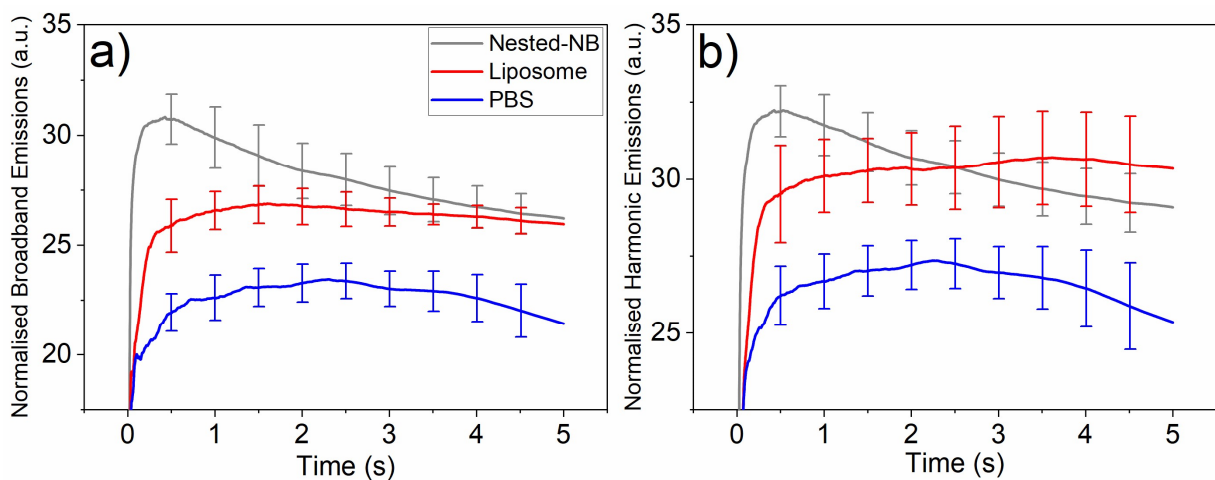 a)
Normalised Broadband Emissions (a.u.)
35
30
25
20
Nested-NB
Liposome
PBS
0 1 2 3 4 5
Time (s)
b)
Normalised Harmonic Emissions (a.u.)
35
30
25
0 1 2 3 4 5
Time (s)